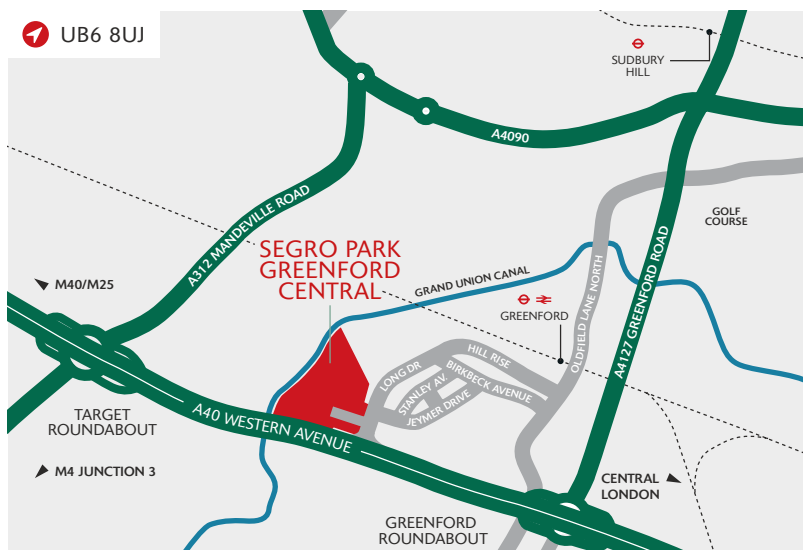 UB6 8UJ
SUDBURY
HILL
A4090
A312 MANDEVILLE ROAD
GOLF
COURSE
SEGRO PARK
GREENFORD
CENTRAL
M40/M25
GRAND UNION CANAL
GREENFORD
OLDFIELD LANE NORTH
A4127 GREENFORD ROAD
HILL RISE
LONG DR
STANLEY AV.
BIRKBECK AVENUE
JEYMER DRIVE
TARGET
ROUNDABOUT
A40 WESTERN AVENUE
M4 JUNCTION 3
CENTRAL
LONDON
GREENFORD
ROUNDABOUT